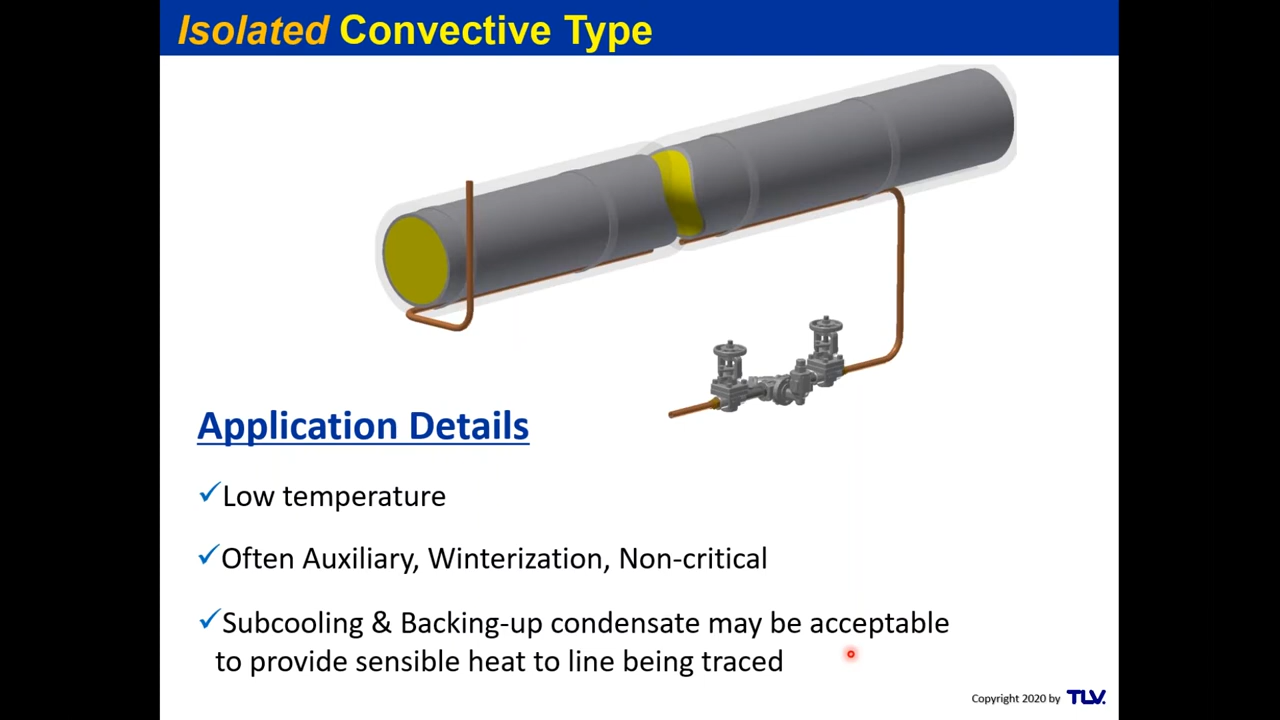 Isolated Convective Type
Application Details
✓Low temperature
✓Often Auxiliary, Winterization, Non-critical
✓Subcooling & Backing-up condensate may be acceptable
to provide sensible heat to line being traced
Copyright 2020 by TLV.